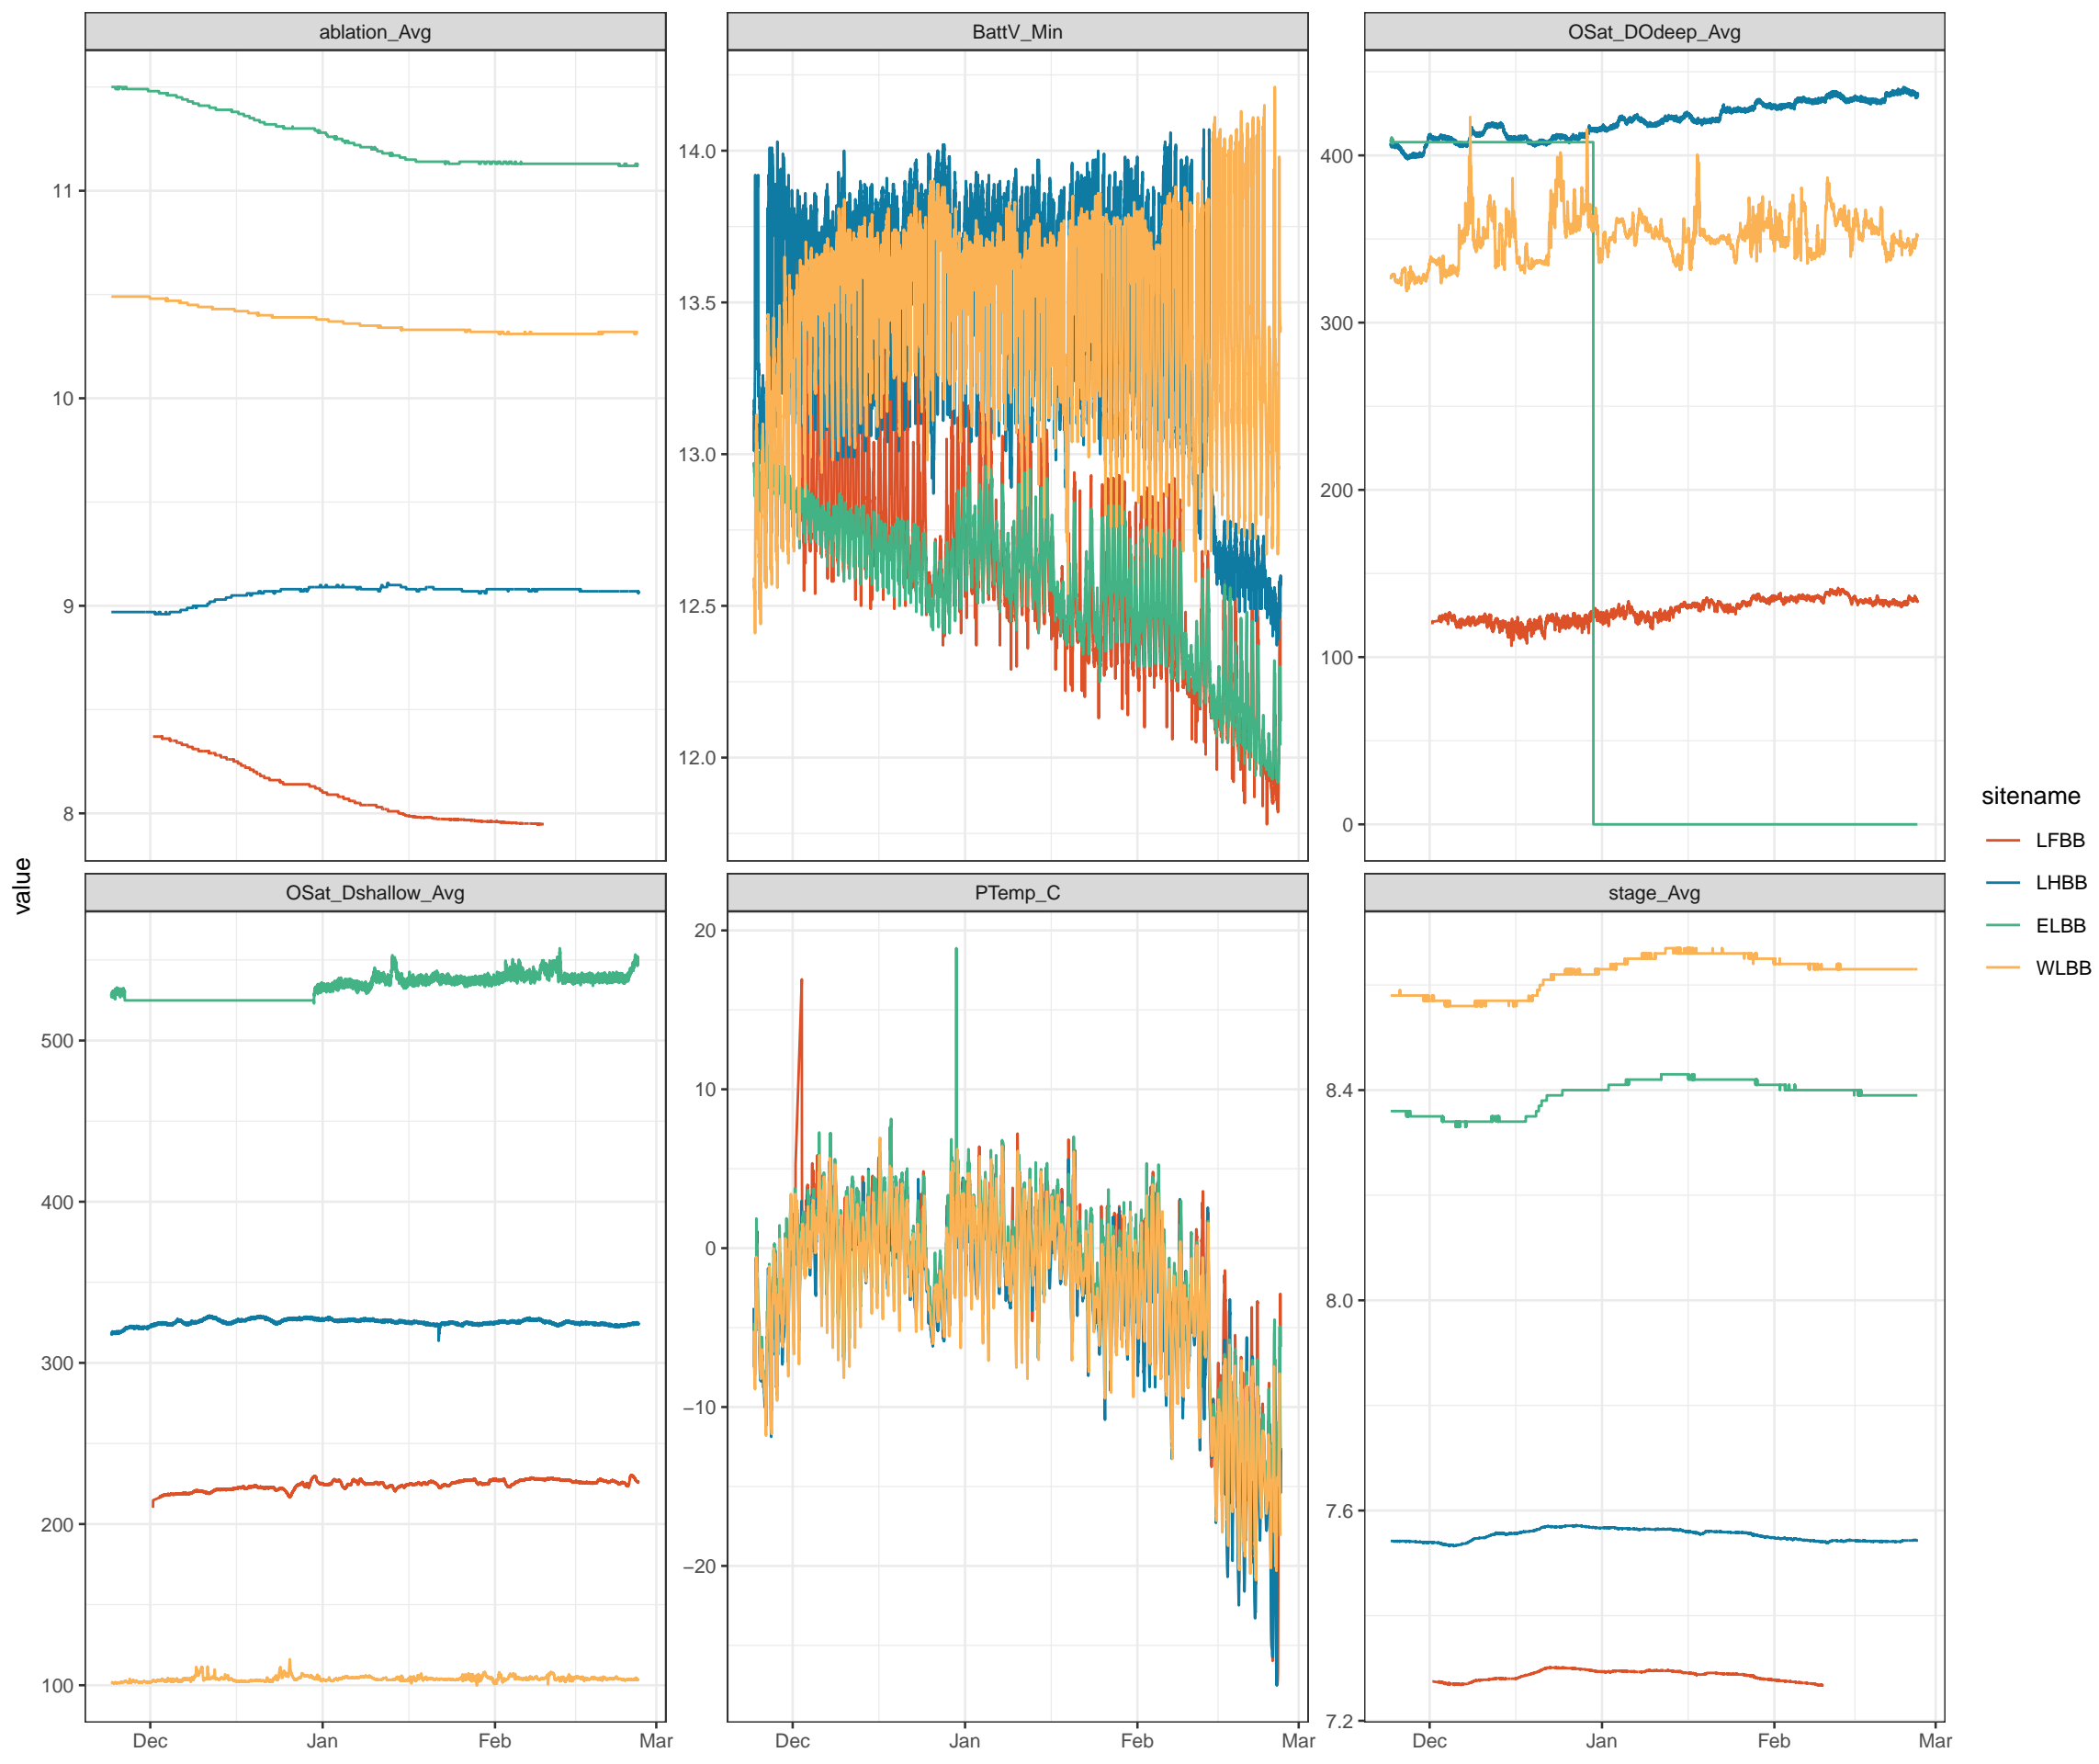 ablation_Avg
BattV_Min
OSat_DOdeep_Avg
11
10
9
8
14.0
13.5
13.0
12.5
12.0
400
300
200
100
0
value
OSat_Dshallow_Avg
PTemp_C
stage_Avg
500
400
300
200
100
20
10
0
−10
−20
8.4
8.0
7.6
7.2
Dec Jan Feb Mar
Dec Jan Feb Mar
Dec Jan Feb Mar
sitename
LFBB
LHBB
ELBB
WLBB